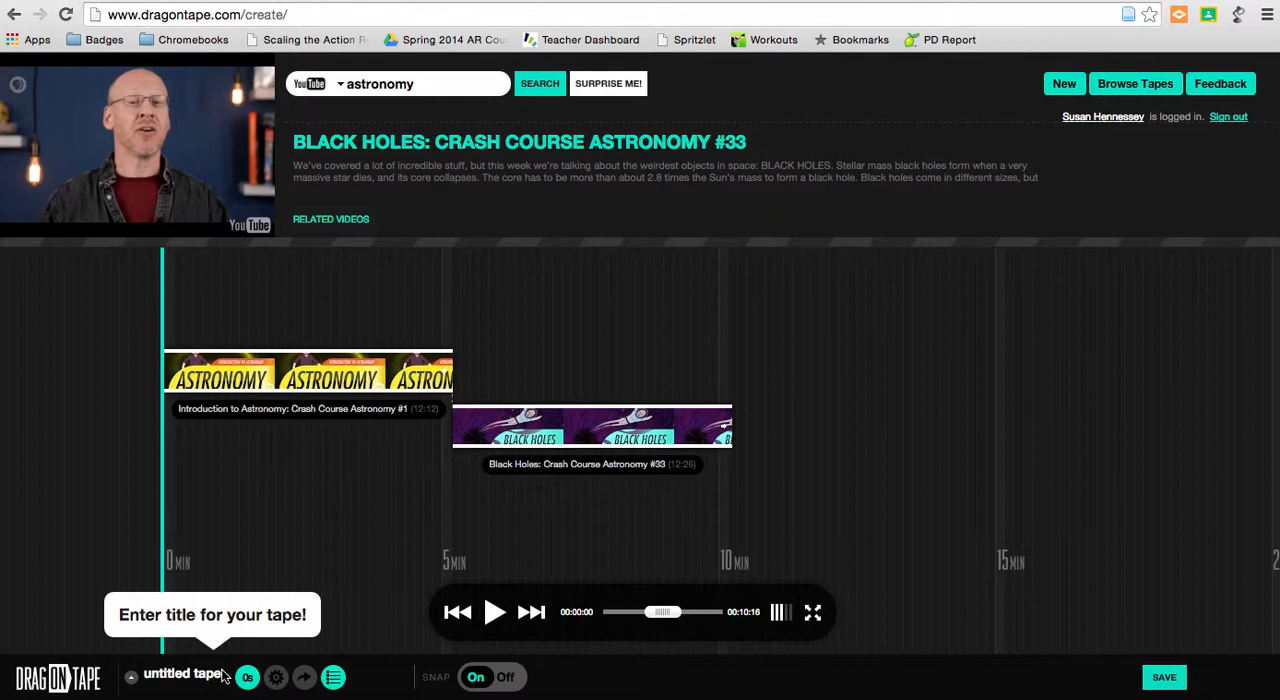 www.dragontape.com/create/
Apps Badges Chromebooks Scaling the Action R Spring 2014 AR Cou Teacher Dashboard Spritzlet Workouts Bookmarks PD Report
YouTube astronomy SEARCH SURPRISE ME! New Browse Tapes Feedback
Susan Hennessey is logged in. Sign out
BLACK HOLES: CRASH COURSE ASTRONOMY #33
We've covered a lot of incredible stuff, but this week we're talking about the weirdest objects in space: BLACK HOLES. Stellar mass black holes form when a very
massive star dies, and its core collapses. The core has to be more than about 2.8 times the Sun's mass to form a black hole. Black holes come in different sizes, but
RELATED VIDEOS
YouTube
ASTRONOMY ASTRONOMY ASTRON
Introduction to Astronomy: Crash Course Astronomy #1 (12:12)
BLACK HOLES BLACK HOLES B
Black Holes: Crash Course Astronomy #33 (12:26)
0 MIN 5 MIN 10 MIN 15 MIN 2
00:00:00 00:10:16
Enter title for your tape!
DRAGONTAPE untitled tape 0s SNAP On Off SAVE